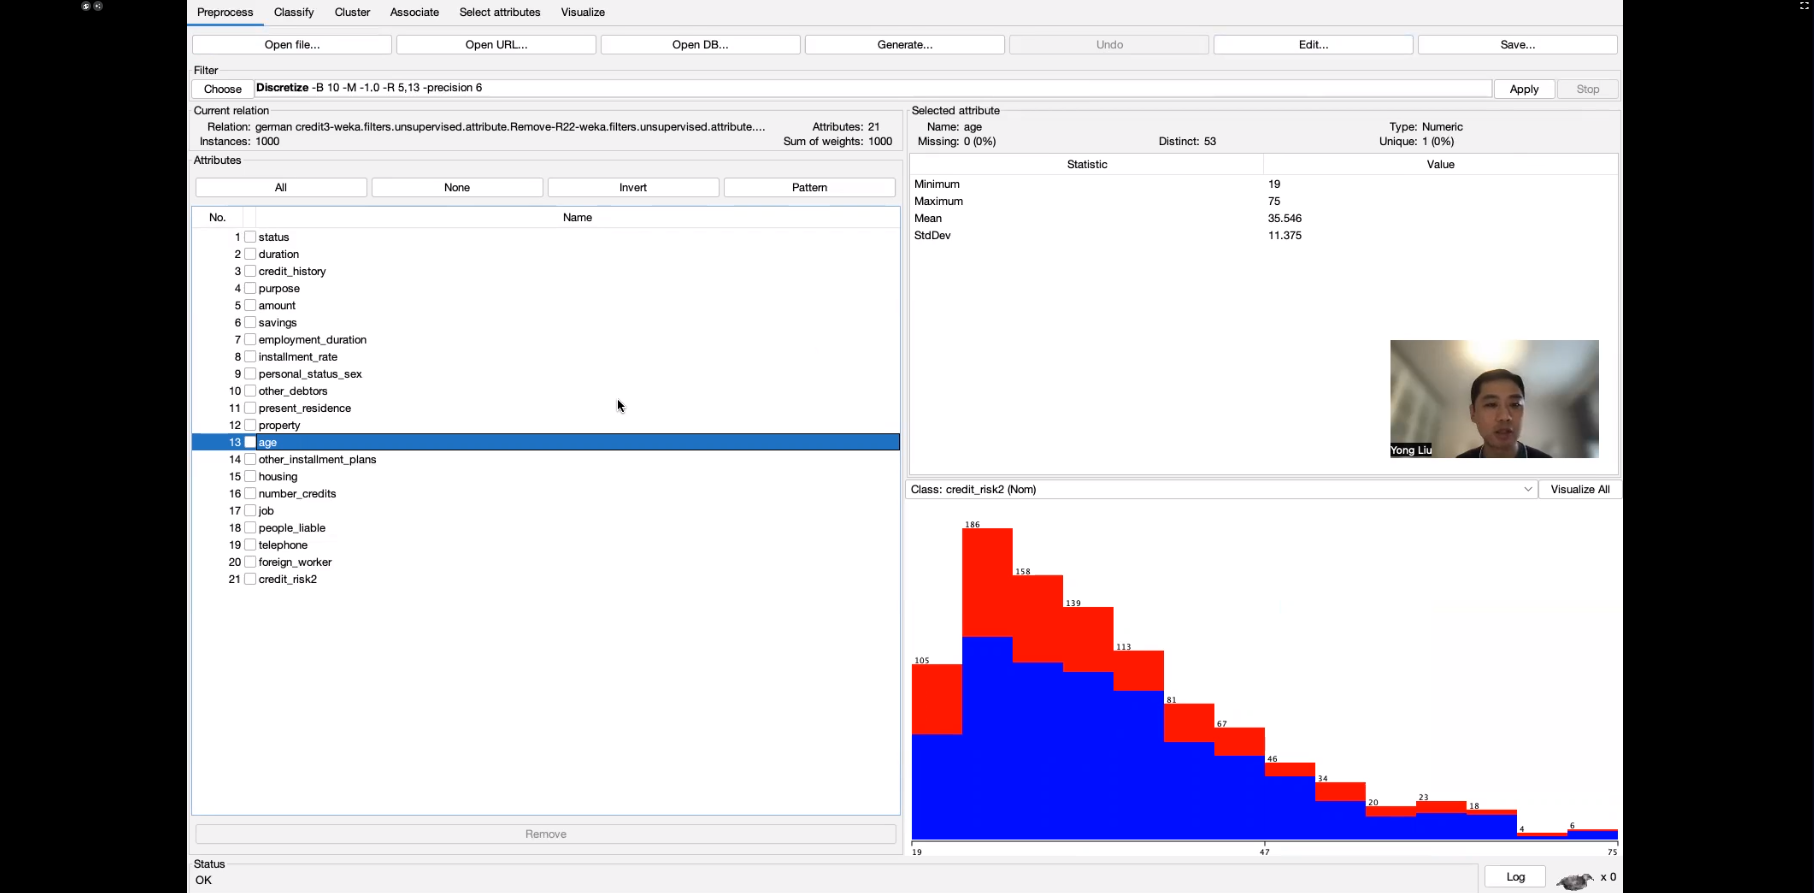 Preprocess Classify Cluster Associate Select attributes Visualize
Open file... Open URL... Open DB... Generate... Undo Edit... Save...
Filter
Choose Discretize -B 10 -M -1.0 -R 5,13 -precision 6 Apply Stop
Current relation
Relation: german credit3-weka.filters.unsupervised.attribute.Remove-R22-weka.filters.unsupervised.attribute.... Attributes: 21
Instances: 1000 Sum of weights: 1000
Attributes
All None Invert Pattern
No. Name
1 status
2 duration
3 credit_history
4 purpose
5 amount
6 savings
7 employment_duration
8 installment_rate
9 personal_status_sex
10 other_debtors
11 present_residence
12 property
13 age
14 other_installment_plans
15 housing
16 number_credits
17 job
18 people_liable
19 telephone
20 foreign_worker
21 credit_risk2
Remove
Selected attribute
Name: age Type: Numeric
Missing: 0 (0%) Distinct: 53 Unique: 1 (0%)
Statistic Value
Minimum 19
Maximum 75
Mean 35.546
StdDev 11.375
Yong Liu
Class: credit_risk2 (Nom) Visualize All
105 186 158 139 113 81 67 46 34 20 23 18 4 6
19 47 75
Status
OK
Log x 0